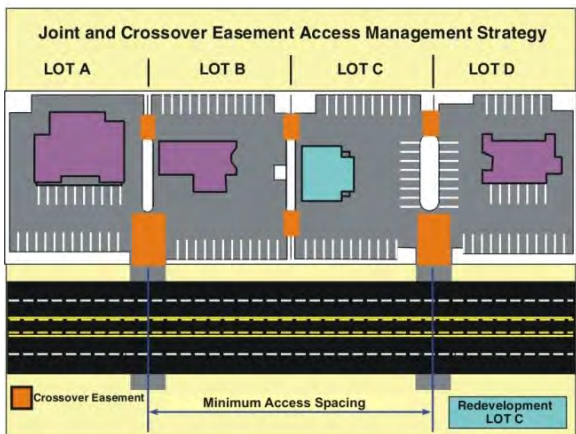 Joint and Crossover Easement Access Management Strategy
LOT A LOT B LOT C LOT D
Crossover Easement
Minimum Access Spacing
Redevelopment
LOT C